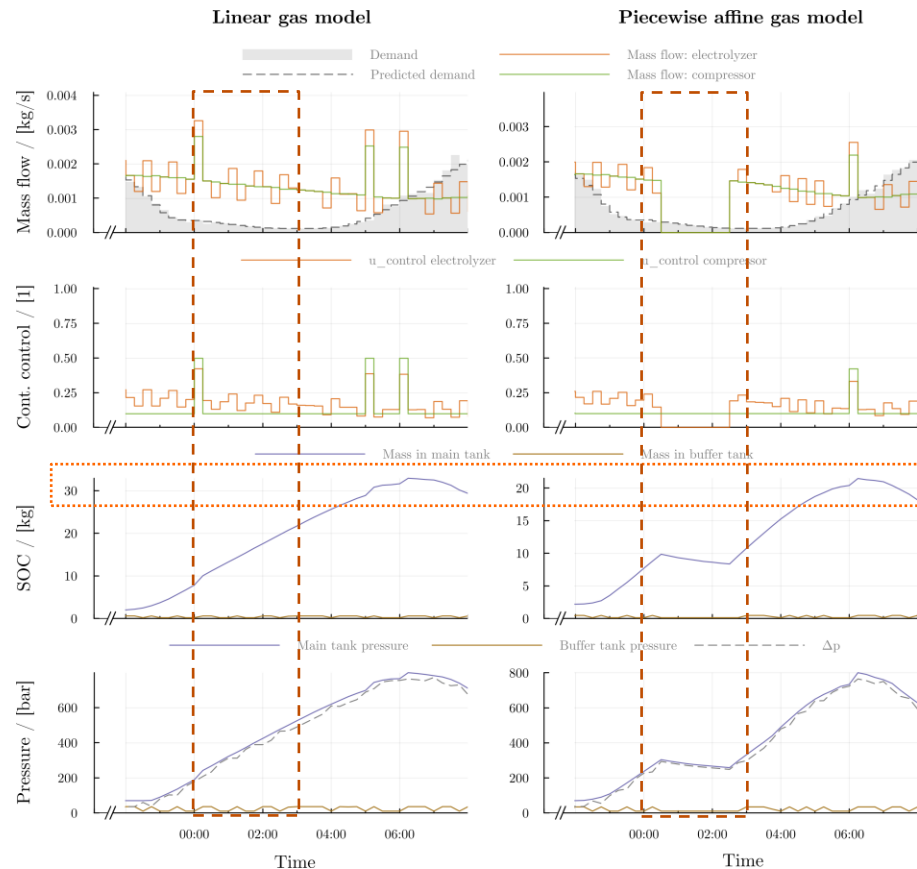 Linear gas model
Piecewise affine gas model
Demand
Mass flow: electrolyzer
Predicted demand
Mass flow: compressor
Mass flow / [kg/s]
0.004
0.003
0.002
0.001
0.000
0.003
0.002
0.001
0.000
u_control electrolyzer
u_control compressor
Cont. control / [1]
1.00
0.75
0.50
0.25
0.00
1.00
0.75
0.50
0.25
0.00
Mass in main tank
Mass in buffer tank
SOC / [kg]
30
20
10
0
20
15
10
5
0
Main tank pressure
Buffer tank pressure
Δp
Pressure / [bar]
600
400
200
0
800
600
400
200
0
00:00 02:00 04:00 06:00
00:00 02:00 04:00 06:00
Time
Time